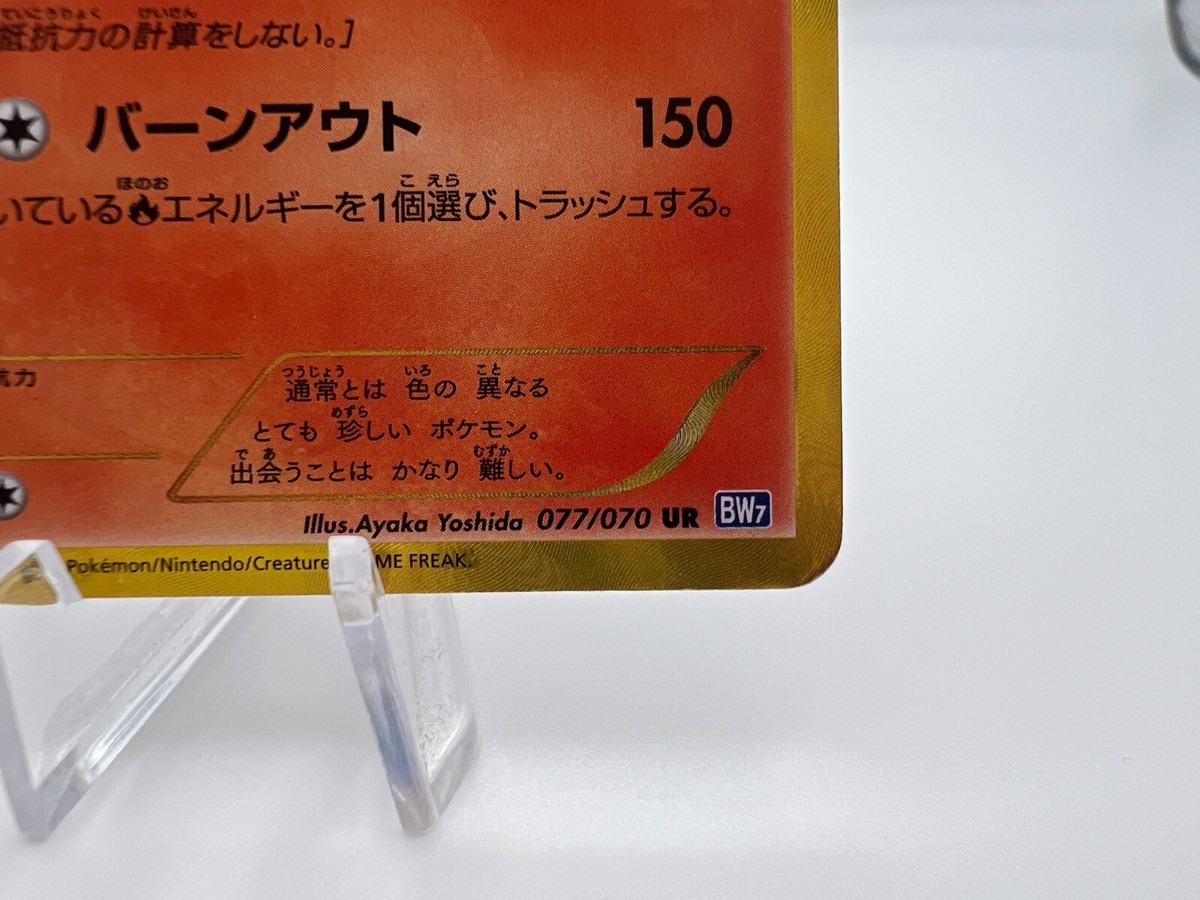 抵抗力の計算をしない。]
バーンアウト 150
いている エネルギーを1個選び、トラッシュする。
抗力
通常とは 色の 異なる
とても 珍しい ポケモン。
出会うことは かなり 難しい。
Illus.Ayaka Yoshida 077/070 UR BW7
Pokémon/Nintendo/Creature ME FREAK.